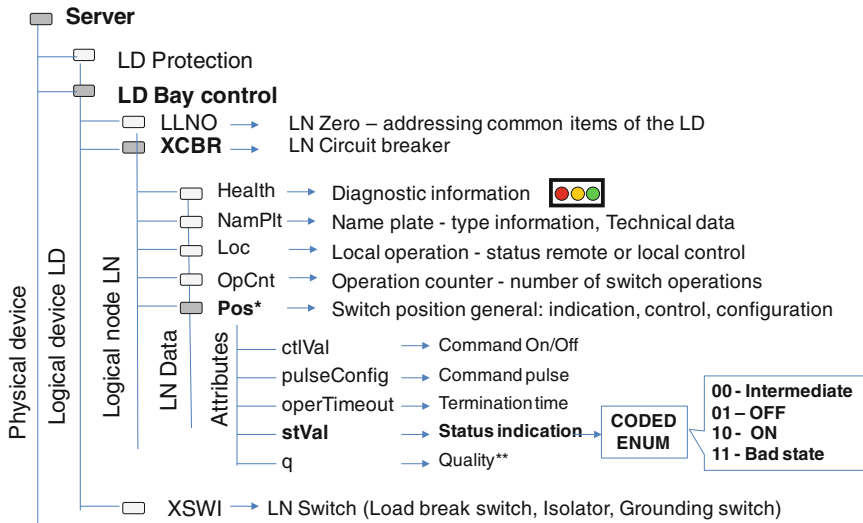 Server
LD Protection
LD Bay control
LLNO LN Zero – addressing common items of the LD
XCBR LN Circuit breaker
Health Diagnostic information
NamPlt Name plate - type information, Technical data
Loc Local operation - status remote or local control
OpCnt Operation counter - number of switch operations
Pos* Switch position general: indication, control, configuration
ctlVal Command On/Off
pulseConfig Command pulse
operTimeout Termination time
stVal Status indication
q Quality**
CODED
ENUM
00 - Intermediate
01 – OFF
10 - ON
11 - Bad state
XSWI LN Switch (Load break switch, Isolator, Grounding switch)
Physical device
Logical device LD
Logical node LN
LN Data
Attributes